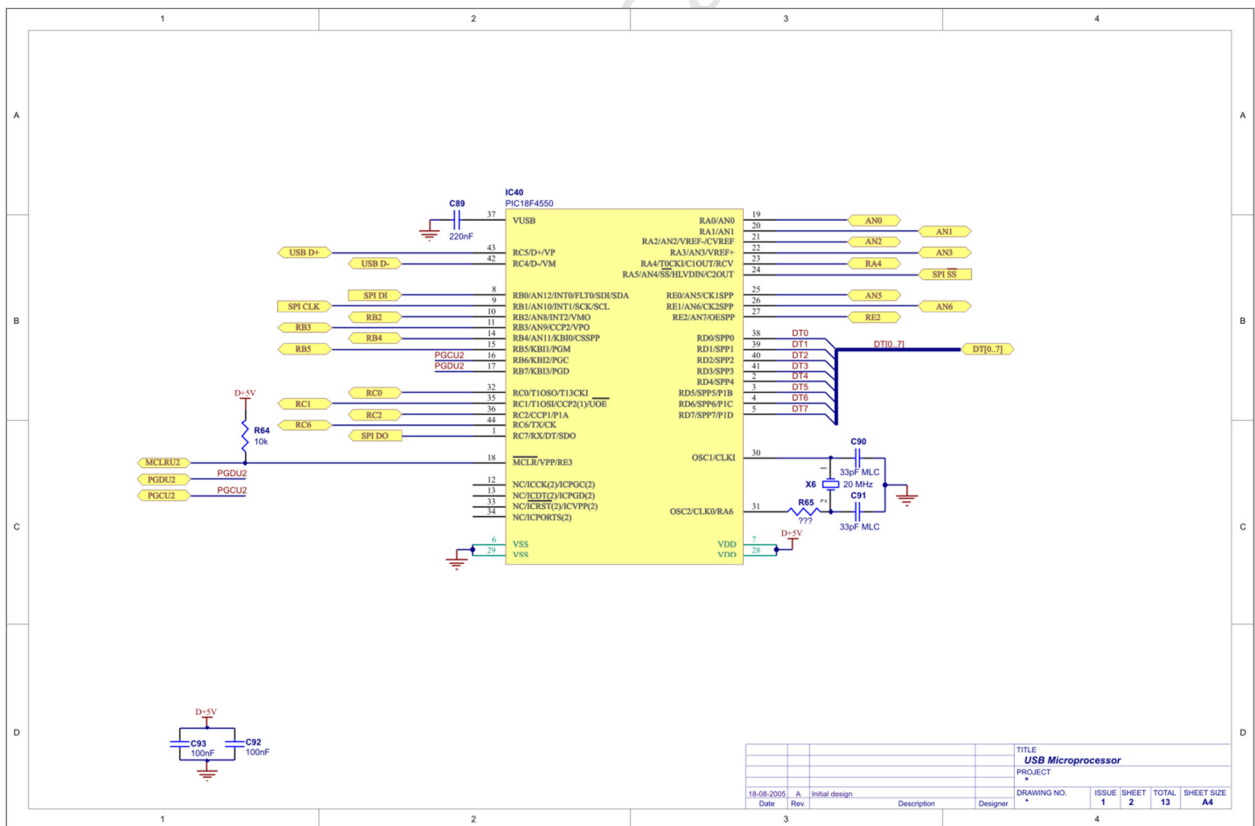 1 2 3 4
A A
B B
C C
D D
1 2 3 4
IC40
PIC18F4550
C89
220nF
37 VUSB
USB D+ 43 RC5/D+/VP
USB D- 42 RC4/D-/VM
SPI DI 8 RB0/AN12/INT0/FLT0/SDI/SDA
SPI CLK 9 RB1/AN10/INT1/SCK/SCL
RB2 10 RB2/AN8/INT2/VMO
RB3 11 RB3/AN9/CCP2/VPO
RB4 14 RB4/AN11/KBI0/CSSPP
RB5 15 RB5/KBI1/PGM
PGCU2 16 RB6/KBI2/PGC
PGDU2 17 RB7/KBI3/PGD
RC0 32 RC0/T1OSO/T13CKI
RC1 35 RC1/T1OSI/CCP2(1)/UOE
RC2 36 RC2/CCP1/P1A
RC6 44 RC6/TX/CK
SPI DO 1 RC7/RX/DT/SDO
D+5V
R64
10k
MCLRU2 18 MCLR/VPP/RE3
PGDU2 PGDU2
PGCU2 PGCU2
12 NC/ICCK(2)/ICPGC(2)
13 NC/ICDT(2)/ICPGD(2)
33 NC/ICRST(2)/ICVPP(2)
34 NC/ICPORTS(2)
6 VSS
29 VSS
RA0/AN0 19 AN0
RA1/AN1 20 AN1
RA2/AN2/VREF-/CVREF 21 AN2
RA3/AN3/VREF+ 22 AN3
RA4/T0CKI/C1OUT/RCV 23 RA4
RA5/AN4/SS/HLVDIN/C2OUT 24 SPI SS
RE0/AN5/CK1SPP 25 AN5
RE1/AN6/CK2SPP 26 AN6
RE2/AN7/OESPP 27 RE2
RD0/SPP0 38 DT0
RD1/SPP1 39 DT1
RD2/SPP2 40 DT2
RD3/SPP3 41 DT3
RD4/SPP4 2 DT4
RD5/SPP5/P1B 3 DT5
RD6/SPP6/P1C 4 DT6
RD7/SPP7/P1D 5 DT7
DT[0..7] DT[0..7]
OSC1/CLKI 30
C90
33pF MLC
1
X6 20 MHz
2
C91
33pF MLC
R65
???
OSC2/CLK0/RA6 31
D+5V
VDD 7
VDD 28
D+5V
C93
100nF
C92
100nF
TITLE
USB Microprocessor
PROJECT
*
DRAWING NO. ISSUE SHEET TOTAL SHEET SIZE
* 1 2 13 A4
18-08-2005 A Initial design
Date Rev. Description Designer